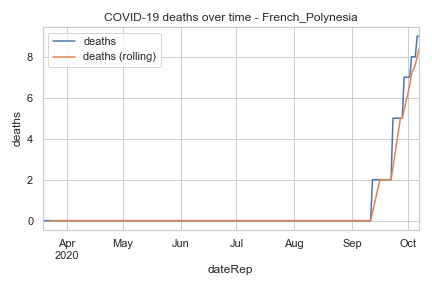 COVID-19 deaths over time - French_Polynesia
deaths
deaths (rolling)
deaths
8
6
4
2
0
Apr May Jun Jul Aug Sep Oct
2020
dateRep